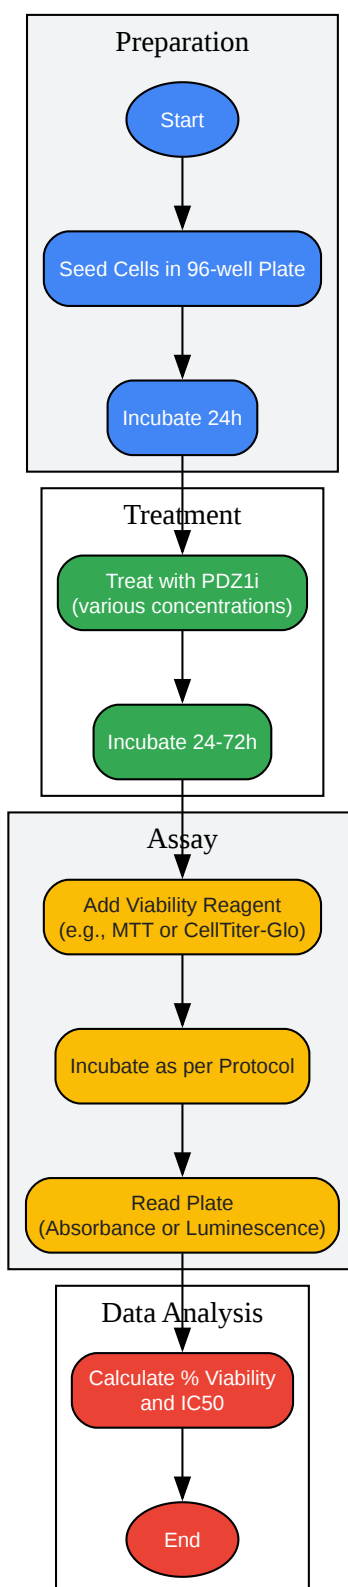 Preparation
Start
Seed Cells in 96-well Plate
Incubate 24h
Treatment
Treat with PDZ1i
(various concentrations)
Incubate 24-72h
Assay
Add Viability Reagent
(e.g., MTT or CellTiter-Glo)
Incubate as per Protocol
Read Plate
(Absorbance or Luminescence)
Data Analysis
Calculate % Viability
and IC50
End